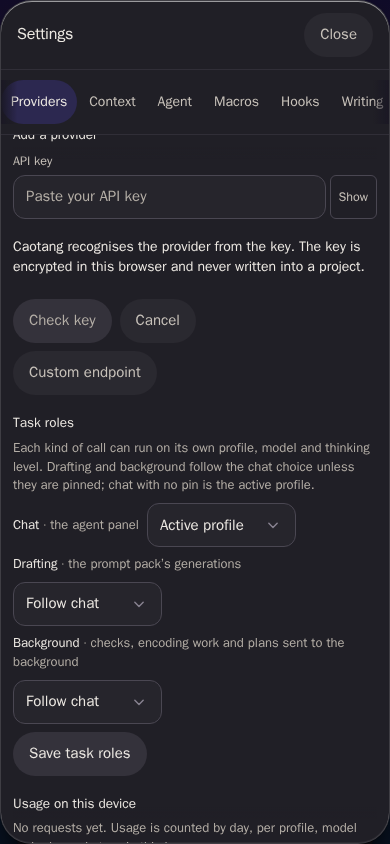 Settings
Close
Providers
Context
Agent
Macros
Hooks
Writing
Add a provider
API key
Paste your API key
Show
Caotang recognises the provider from the key. The key is
encrypted in this browser and never written into a project.
Check key
Cancel
Custom endpoint
Task roles
Each kind of call can run on its own profile, model and thinking
level. Drafting and background follow the chat choice unless
they are pinned; chat with no pin is the active profile.
Chat · the agent panel
Active profile
Drafting · the prompt pack's generations
Follow chat
Background · checks, encoding work and plans sent to the
background
Follow chat
Save task roles
Usage on this device
No requests yet. Usage is counted by day, per profile, model